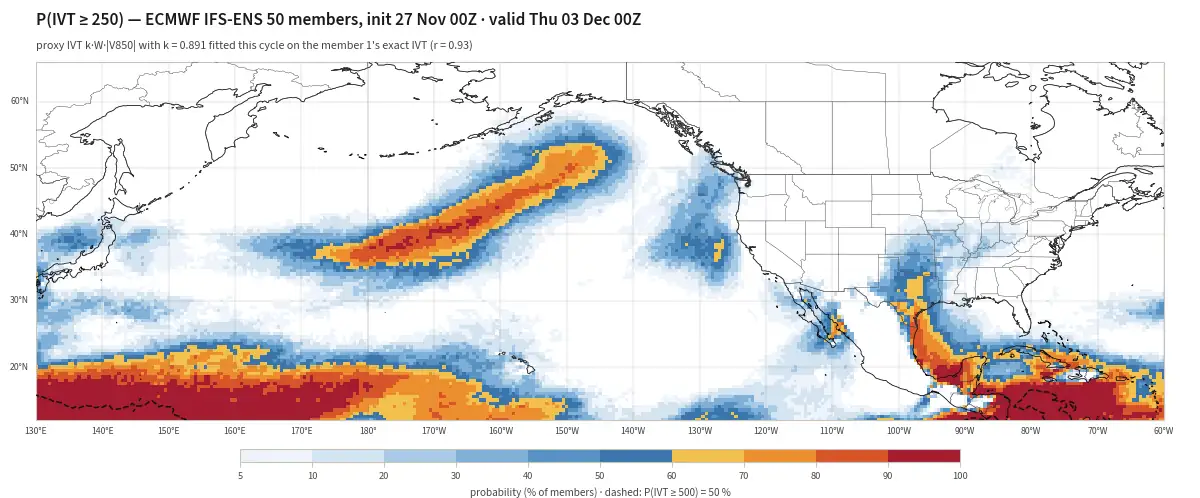 P(IVT ≥ 250) — ECMWF IFS-ENS 50 members, init 27 Nov 00Z · valid Thu 03 Dec 00Z
proxy IVT k·W·|V850| with k = 0.891 fitted this cycle on the member 1's exact IVT (r = 0.93)
60°N
50°N
40°N
30°N
20°N
130°E 140°E 150°E 160°E 170°E 180° 170°W 160°W 150°W 140°W 130°W 120°W 110°W 100°W 90°W 80°W 70°W 60°W
5 10 20 30 40 50 60 70 80 90 100
probability (% of members) · dashed: P(IVT ≥ 500) = 50 %